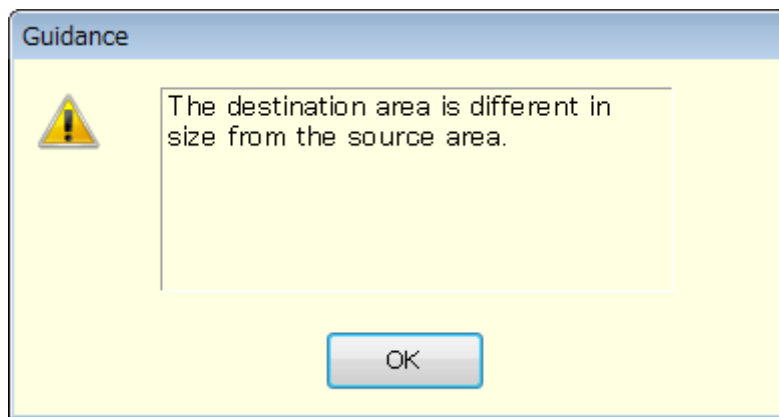 Guidance
The destination area is different in
size from the source area.
OK